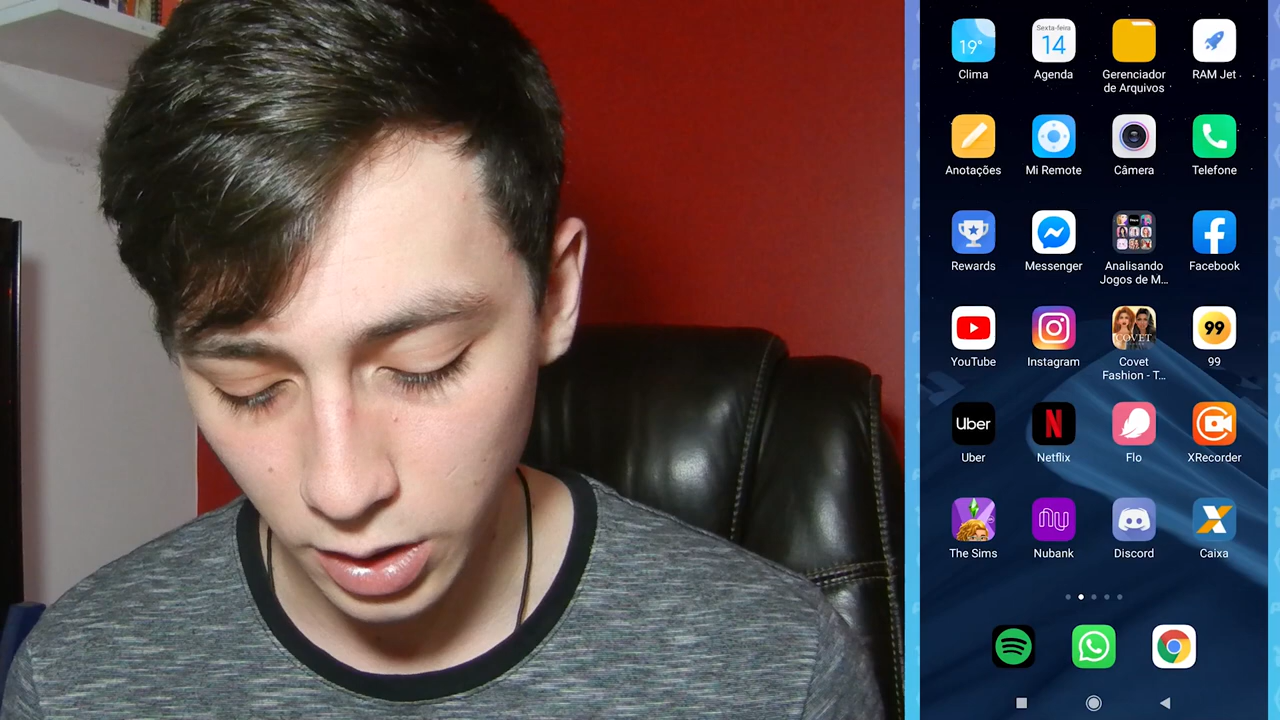 19°
Sexta-feira
14
Clima
Agenda
Gerenciador
de Arquivos
RAM Jet
Anotações
Mi Remote
Câmera
Telefone
Rewards
Messenger
Analisando
Jogos de M...
Facebook
COVET
99
YouTube
Instagram
Covet
Fashion - T...
99
Uber
N
Uber
Netflix
Flo
XRecorder
nu
X
The Sims
Nubank
Discord
Caixa